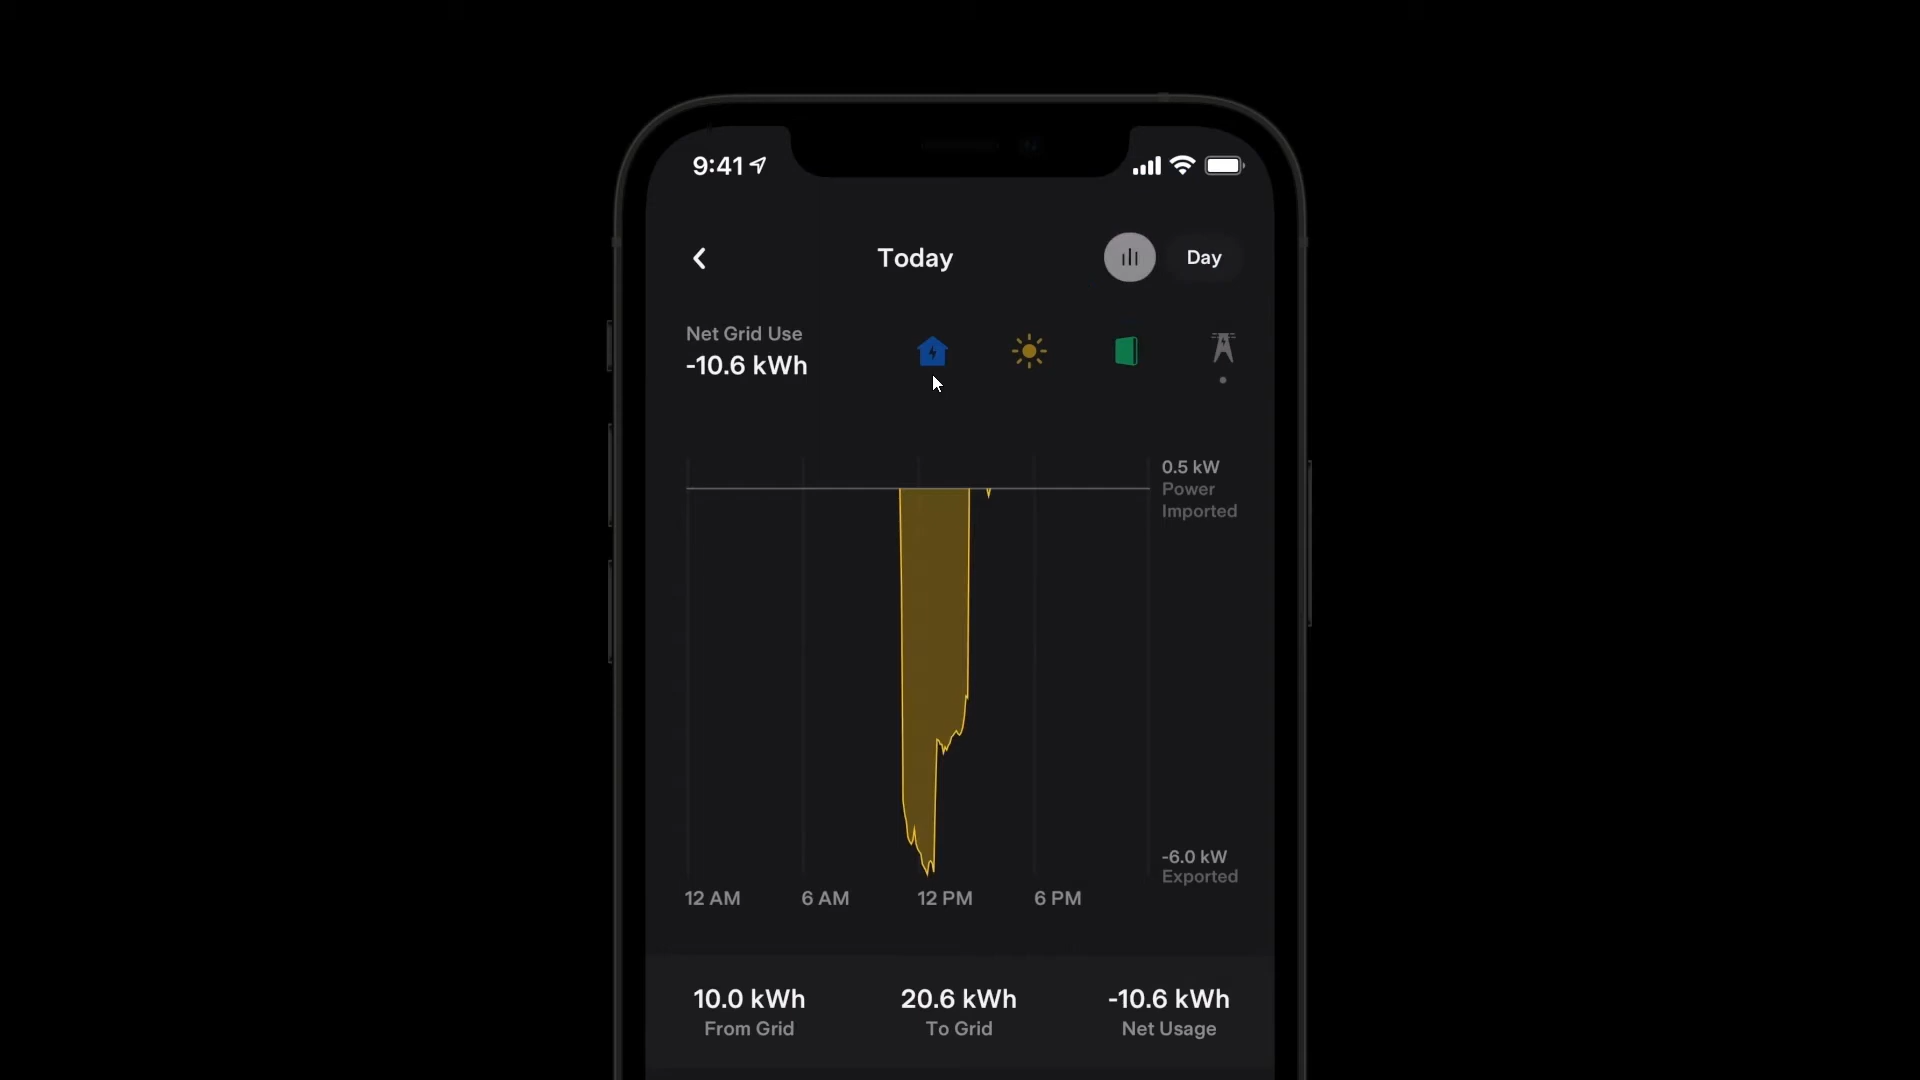 9:41
Today
Day
Net Grid Use
-10.6 kWh
0.5 kW
Power
Imported
-6.0 kW
Exported
12 AM 6 AM 12 PM 6 PM
10.0 kWh 20.6 kWh -10.6 kWh
From Grid To Grid Net Usage